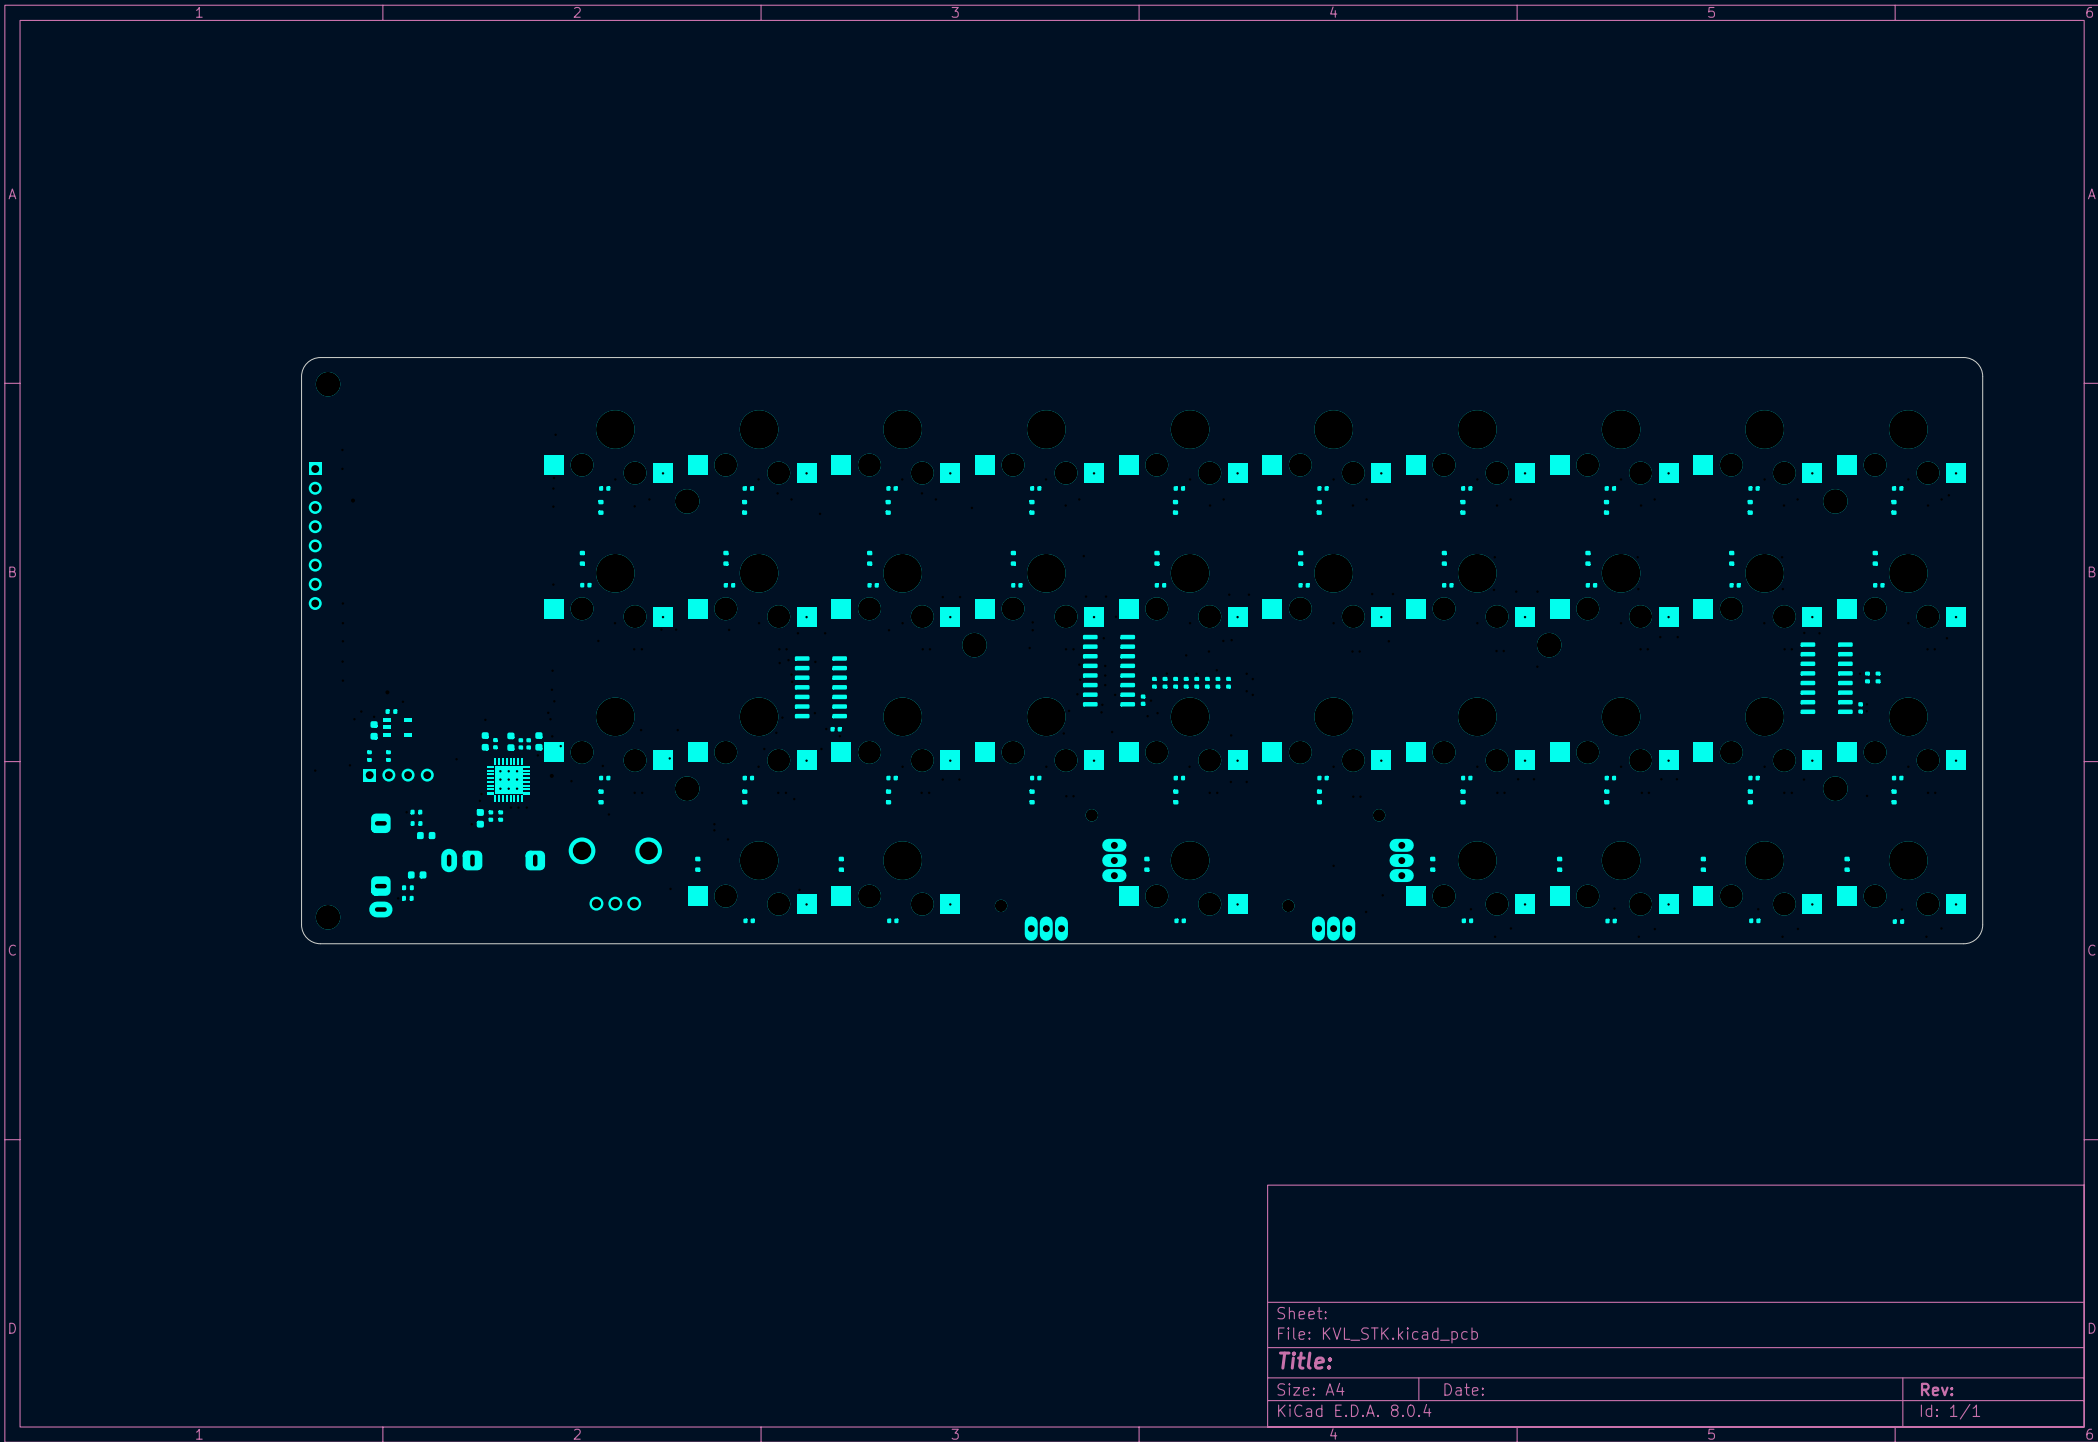 1 2 3 4 5 6
A A
B B
C C
D D
Sheet:
File: KVL_STK.kicad_pcb
Title:
Size: A4 Date: Rev:
KiCad E.D.A. 8.0.4 Id: 1/1
1 2 3 4 5 6